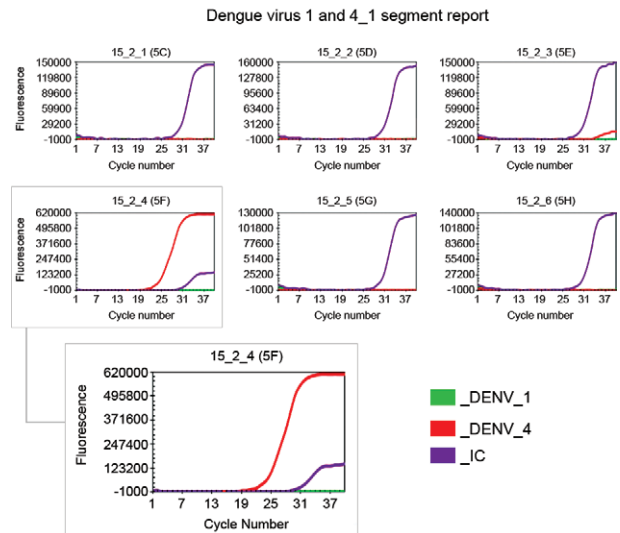 Dengue virus 1 and 4_1 segment report
15_2_1 (5C)
Fluorescence
150000
119800
89600
59900
29200
-1000
1 7 13 19 25 31 37
Cycle number
15_2_2 (5D)
160000
127800
95600
63400
31200
-1000
1 7 13 19 25 31 37
Cycle number
15_2_3 (5E)
150000
119800
89600
59900
29200
-1000
1 7 13 19 25 31 37
Cycle number
15_2_4 (5F)
Fluorescence
620000
495800
371600
247400
123200
-1000
1 7 13 19 25 31 37
Cycle number
15_2_5 (5G)
130000
101800
77600
51400
25200
-1000
1 7 13 19 25 31 37
Cycle number
15_2_6 (5H)
140000
111800
83600
55400
27200
-1000
1 7 13 19 25 31 37
Cycle number
15_2_4 (5F)
Fluorescence
620000
495800
371600
247400
123200
-1000
1 7 13 19 25 31 37
Cycle Number
_DENV_1
_DENV_4
_IC